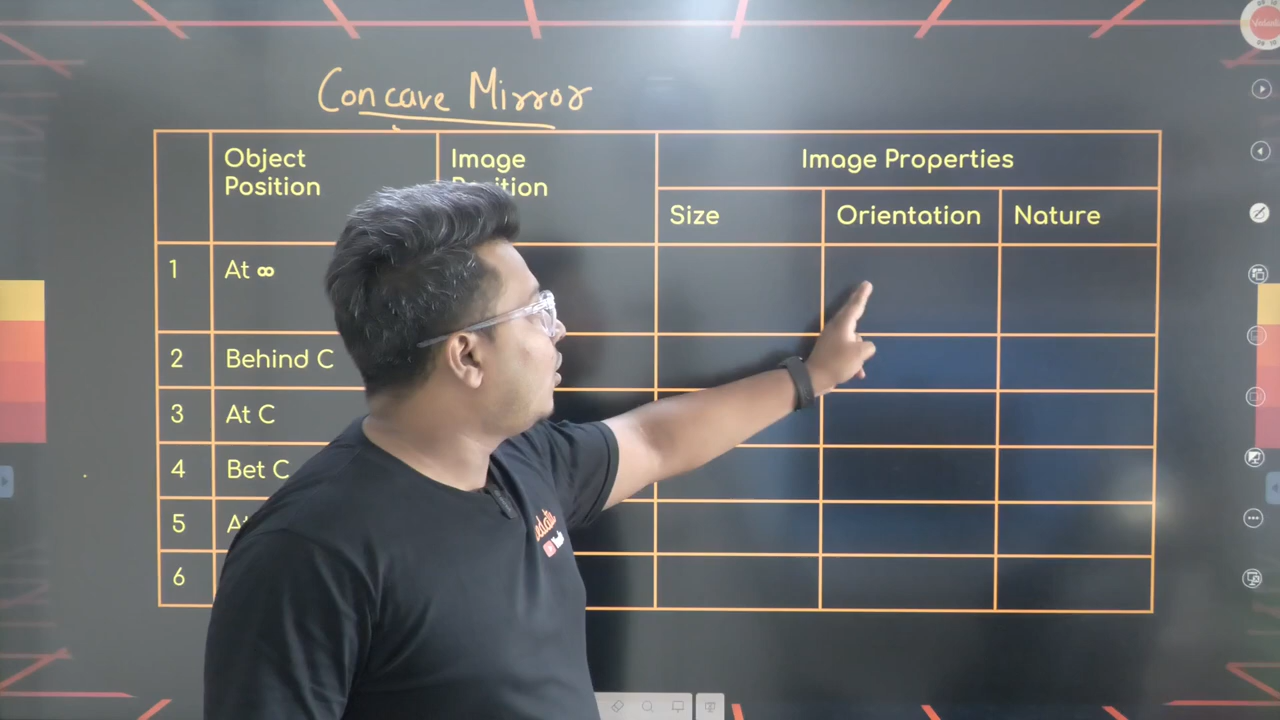 Concave Mirror
Object
Position
Image
Image Properties
Size
Orientation
Nature
1
At ∞
2
Behind C
3
At C
4
Bet C
5
6